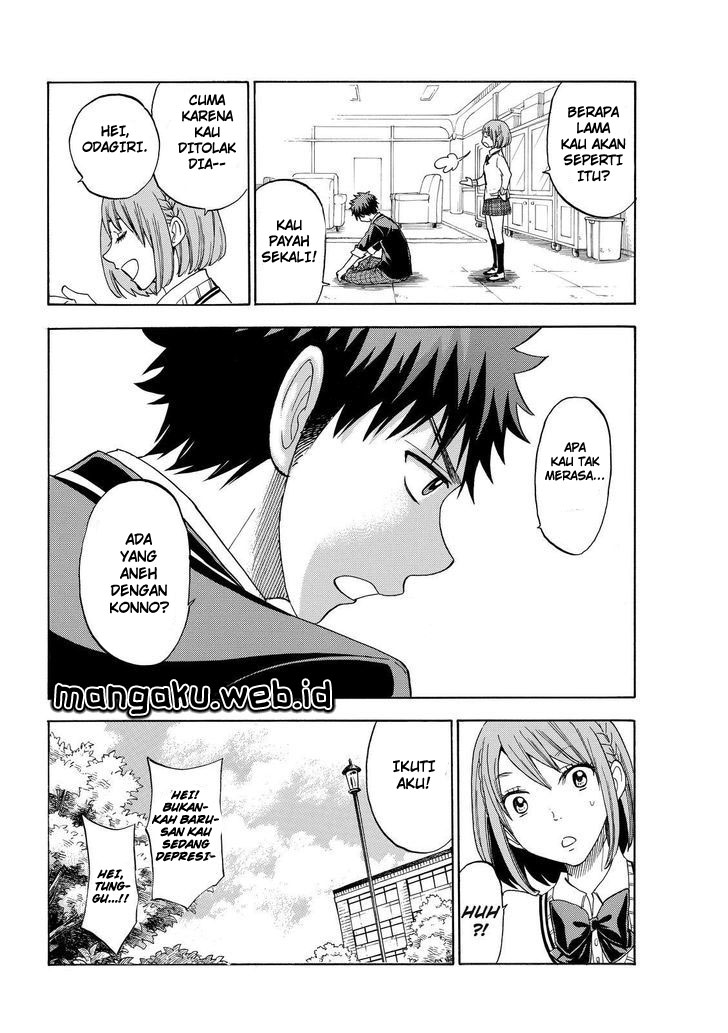 BERAPA
LAMA
KAU AKAN
SEPERTI
ITU?
KAU
PAYAH
SEKALI!
CUMA
KARENA
KAU
DITOLAK
DIA--
HEI,
ODAGIRI.
APA
KAU TAK
MERASA...
ADA
YANG
ANEH
DENGAN
KONNO?
mangaku.web.id
HUH
?!
IKUTI
AKU!
HEI!
BUKAN-
KAH BARU-
SAN KAU
SEDANG
DEPRESI-
HEI,
TUNG-
GU...!!